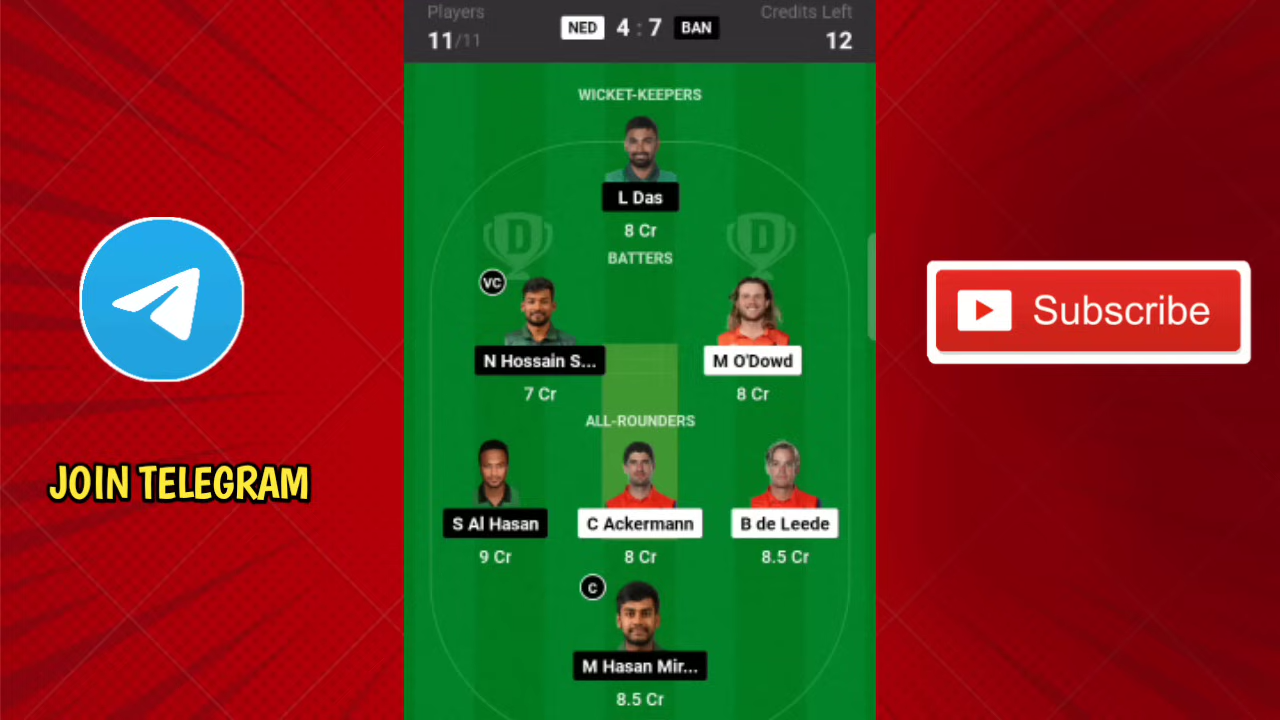 Players
Credits Left
11/11
NED 4 : 7 BAN
12
WICKET-KEEPERS
L Das
8 Cr
D
D
BATTERS
VC
N Hossain S...
M O'Dowd
7 Cr
8 Cr
ALL-ROUNDERS
S Al Hasan
C Ackermann
B de Leede
9 Cr
8 Cr
8.5 Cr
C
M Hasan Mir...
8.5 Cr
JOIN TELEGRAM
Subscribe